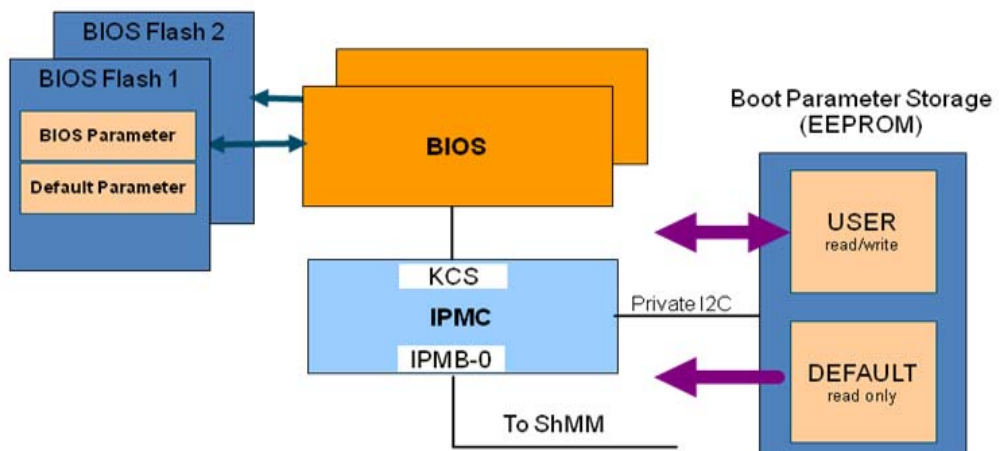 BIOS Flash 2
BIOS Flash 1
BIOS Parameter
Default Parameter
BIOS
KCS
IPMC
IPMB-0
To ShMM
Private I2C
Boot Parameter Storage
(EEPROM)
USER
read/write
DEFAULT
read only